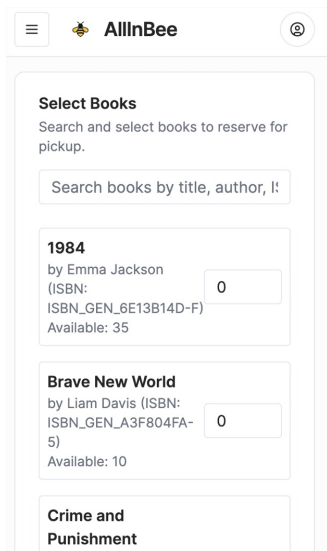 AllInBee
Select Books
Search and select books to reserve for
pickup.
Search books by title, author, I
1984
by Emma Jackson
(ISBN:
ISBN_GEN_6E13B14D-F)
Available: 35
0
Brave New World
by Liam Davis (ISBN:
ISBN_GEN_A3F804FA-
5)
Available: 10
0
Crime and
Punishment